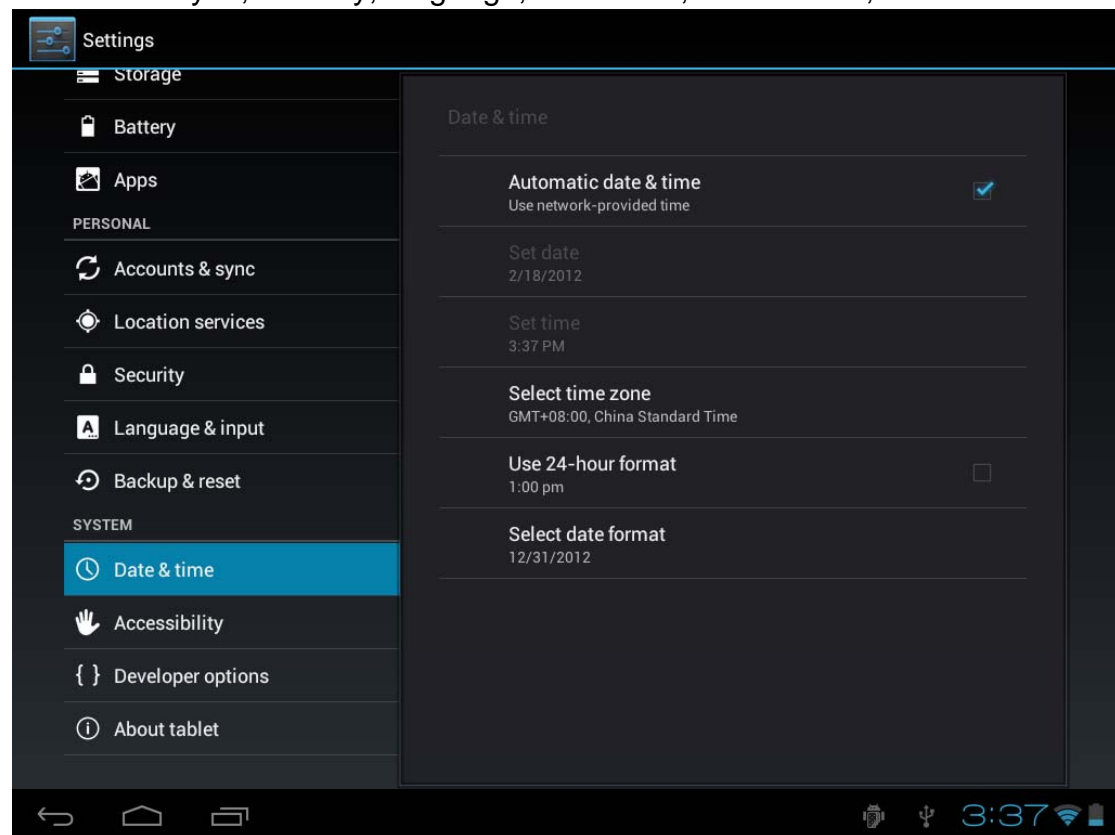 Settings
Storage
Battery
Apps
PERSONAL
Accounts & sync
Location services
Security
Language & input
Backup & reset
SYSTEM
Date & time
Accessibility
{ } Developer options
About tablet
Date & time
Automatic date & time
Use network-provided time
Set date
2/18/2012
Set time
3:37 PM
Select time zone
GMT+08:00, China Standard Time
Use 24-hour format
1:00 pm
Select date format
12/31/2012
3:37